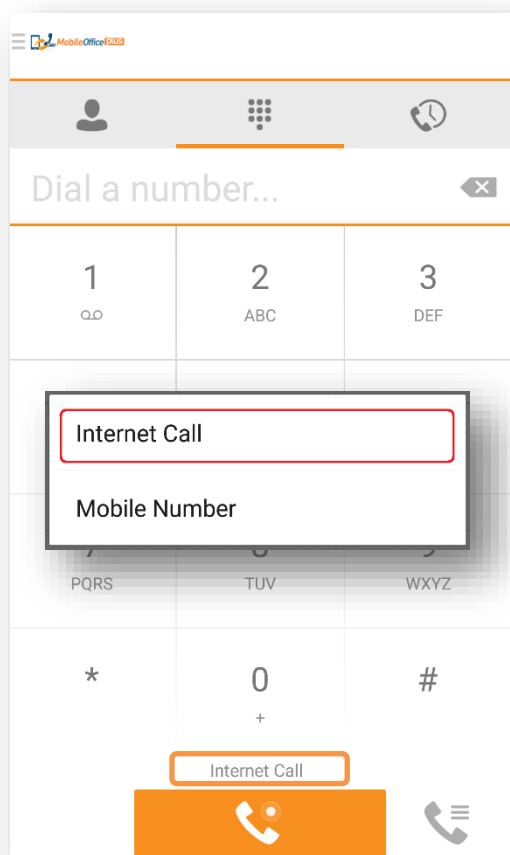 MobileOffice PLUS
Dial a number...
1 2 3
ABC DEF
Internet Call
Mobile Number
PQRS TUV WXYZ
* 0 #
+
Internet Call